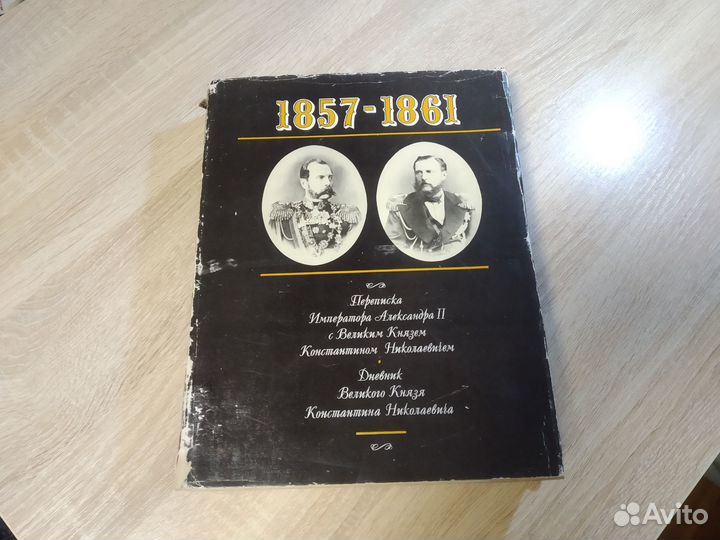 1857-1861
Переписка
Императора Александра II
с Великим Князем
Константином Николаевичем
Дневник
Великого Князя
Константина Николаевича
Avito